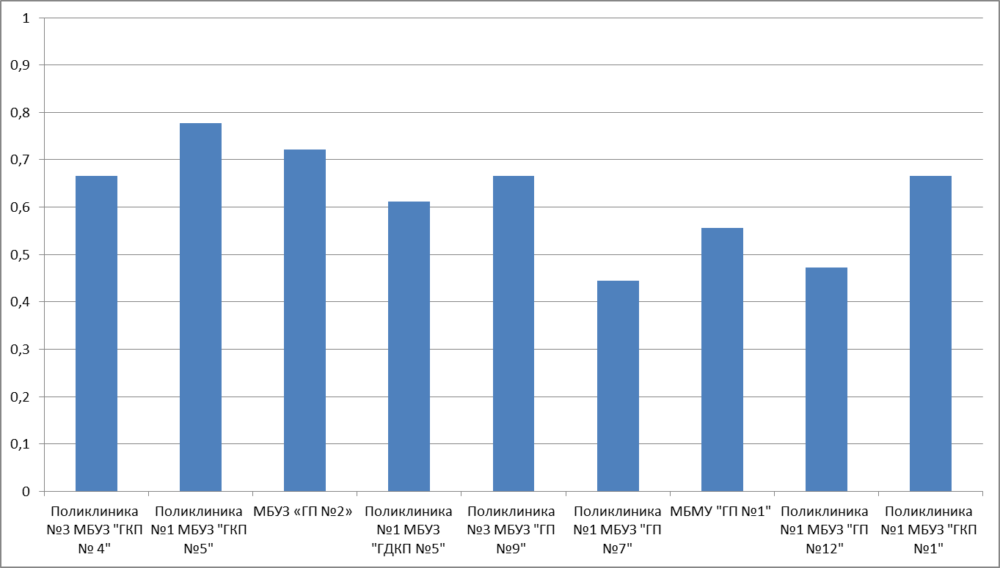 1
0,9
0,8
0,7
0,6
0,5
0,4
0,3
0,2
0,1
0
Поликлиника
№3 МБУЗ "ГКП
№ 4"
Поликлиника
№1 МБУЗ "ГКП
№5"
МБУЗ «ГП №2»
Поликлиника
№1 МБУЗ
"ГДКП №5"
Поликлиника
№3 МБУЗ "ГП
№9"
Поликлиника
№1 МБУЗ "ГП
№7"
МБМУ "ГП №1"
Поликлиника
№1 МБУЗ "ГП
№12"
Поликлиника
№1 МБУЗ "ГКП
№1"